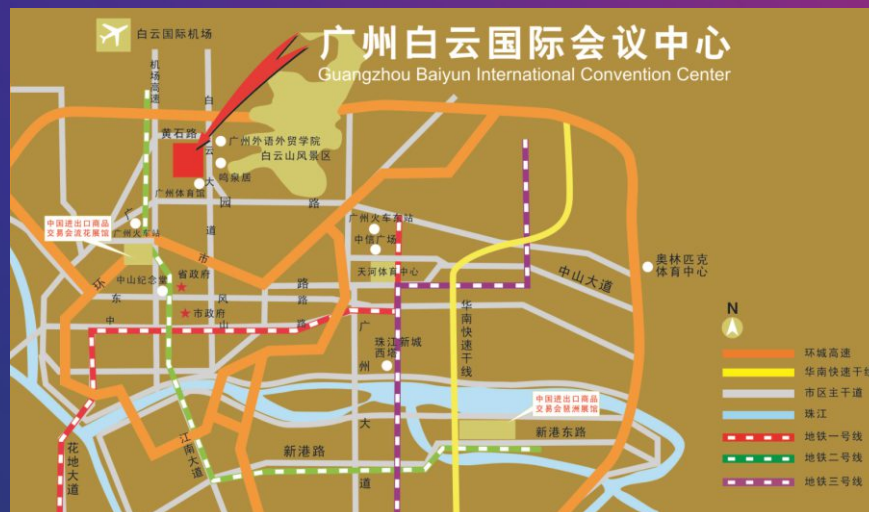 白云国际机场
广州白云国际会议中心
Guangzhou Baiyun International Convention Center
机场高速
白云大道
黄石路
广州外语外贸学院
白云山风景区
鸣泉居
广州体育馆
广园路
中国进出口商品
交易会流花展馆
广州火车站
广州火车东站
中信广场
天河体育中心
奥林匹克
体育中心
中山大道
环市路
省政府
中山纪念堂
东风路
市政府
中山路
华南快速干线
珠江新城
西塔
广州大道
中国进出口商品
交易会琶洲展馆
新港东路
新港路
江南大道
花地大道
N
环城高速
华南快速干线
市区主干道
珠江
地铁一号线
地铁二号线
地铁三号线